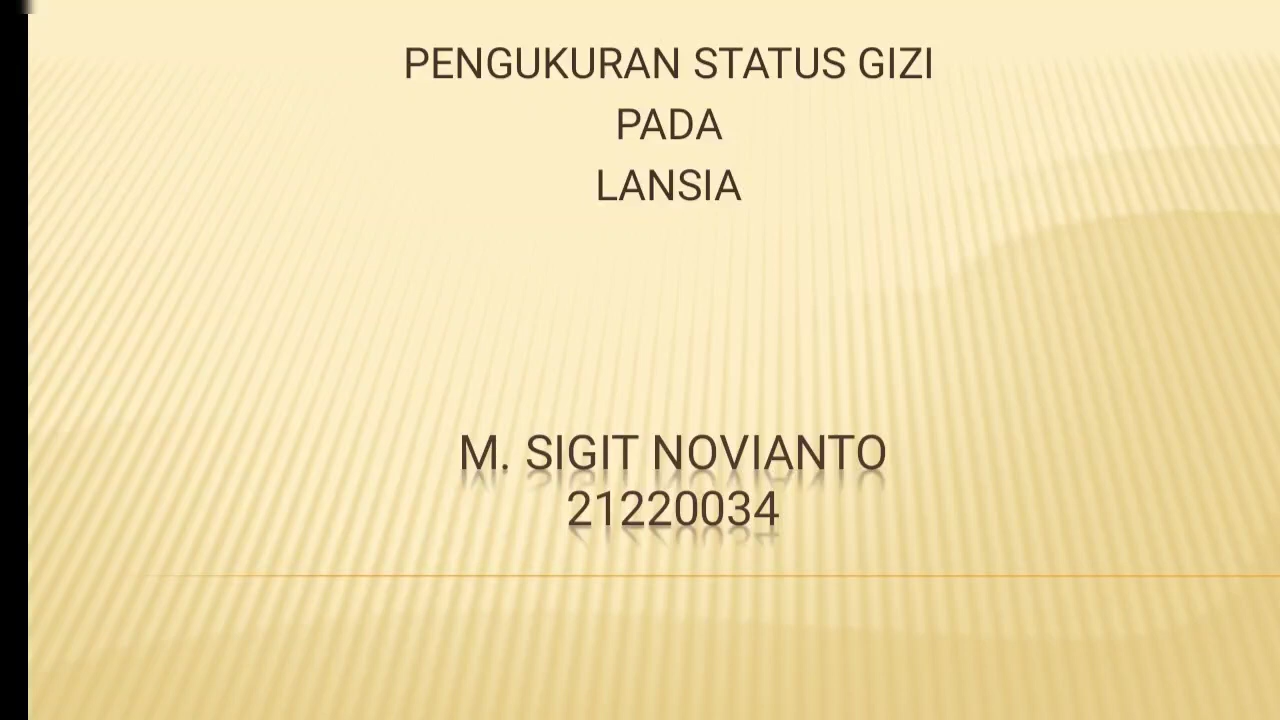 PENGUKURAN STATUS GIZI
PADA
LANSIA
M. SIGIT NOVIANTO
21220034